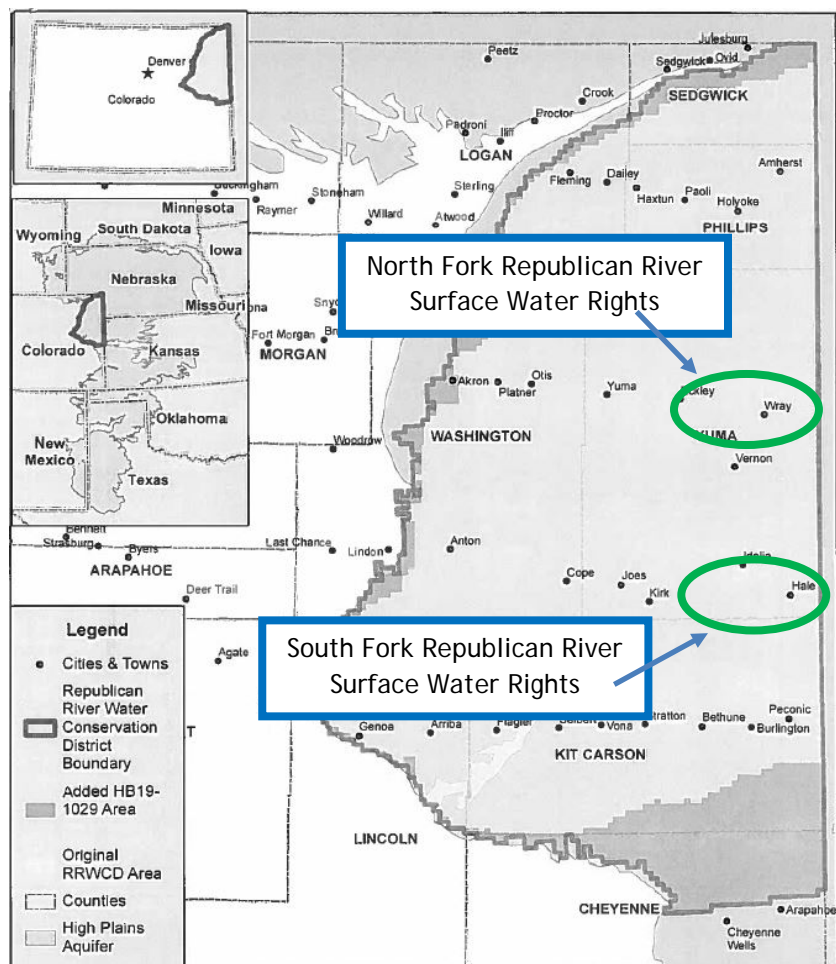 Denver
Colorado
Minnesota
South Dakota
Wyoming
Iowa
Nebraska
Missouri
Colorado
Kansas
Oklahoma
New
Mexico
Texas
Julesburg
Ovid
Sedgwick
SEDGWICK
Peetz
Crook
Proctor
Padroni
Iliff
LOGAN
Amherst
Fleming
Dailey
Haxtun
Paoli
Holyoke
PHILLIPS
Stoneham
Sterling
Raymer
Willard
Atwood
North Fork Republican River
Surface Water Rights
Fort Morgan
MORGAN
Akron
Platner
Otis
Yuma
Wray
WASHINGTON
Vernon
Woodrow
Bennett
Strasburg
Byers
Last Chance
Lindon
Anton
ARAPAHOE
Deer Trail
Cope
Joes
Kirk
Idalia
Hale
South Fork Republican River
Surface Water Rights
Agate
Genoa
Arriba
Flagler
Seibert
Vona
Stratton
Bethune
Burlington
Peconic
KIT CARSON
LINCOLN
CHEYENNE
Arapahoe
Cheyenne
Wells
Legend
Cities & Towns
Republican
River Water
Conservation
District
Boundary
Added HB19-
1029 Area
Original
RRWCD Area
Counties
High Plains
Aquifer